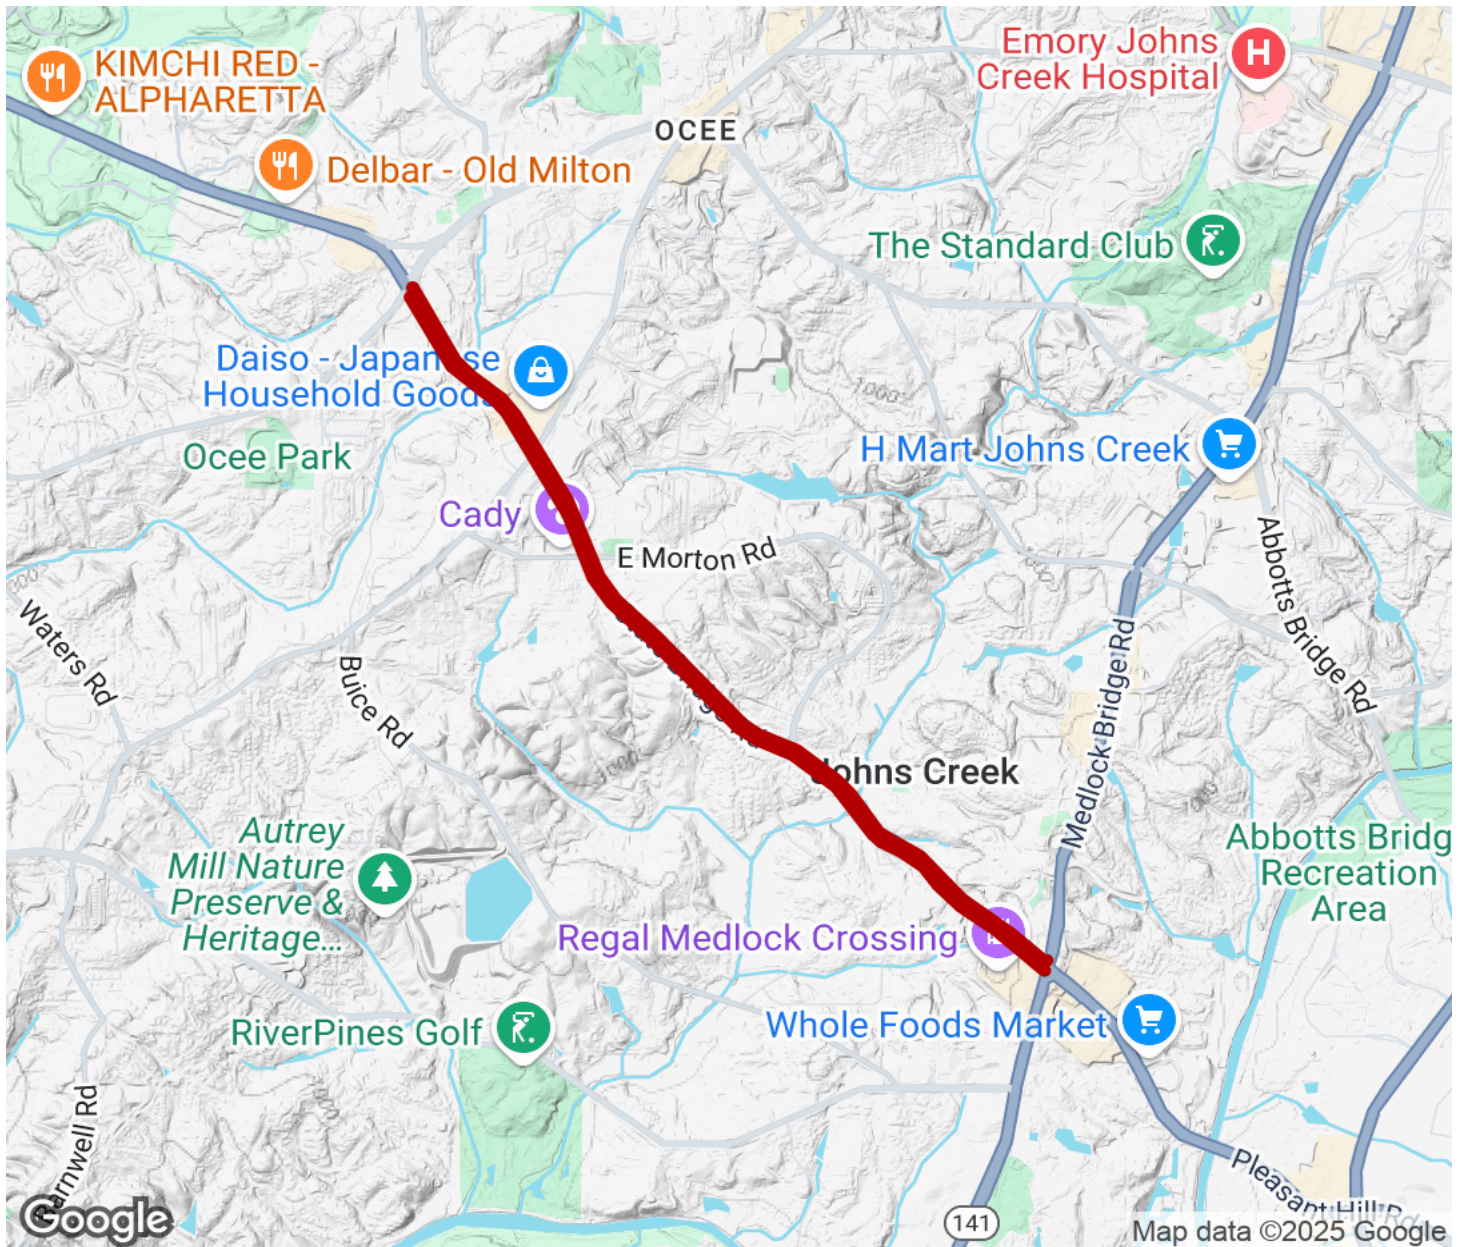 KIMCHI RED -
ALPHARETTA
Emory Johns
Creek Hospital
H
OCEE
Delbar - Old Milton
The Standard Club
Daiso - Japanese
Household Goods
Ocee Park
H Mart Johns Creek
Cady
E Morton Rd
Abbotts Bridge Rd
Waters Rd
Buice Rd
Medlock Bridge Rd
Johns Creek
Autrey
Mill Nature
Preserve &
Heritage...
Abbotts Bridg
Recreation
Area
Regal Medlock Crossing
Whole Foods Market
RiverPines Golf
Barnwell Rd
Pleasant Hill Rd
141
Google
Map data ©2025 Google